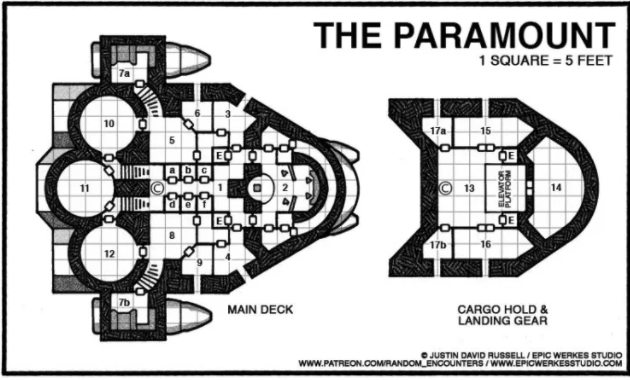 THE PARAMOUNT
1 SQUARE = 5 FEET
7a
10
6
3
5
E
a b c
11
C
1
2
d e f
E
8
12
9
4
7b
MAIN DECK
17a
15
E
C
13
ELEVATOR
PLATFORM
14
E
17b
16
CARGO HOLD &
LANDING GEAR
© JUSTIN DAVID RUSSELL / EPIC WERKES STUDIO
WWW.PATREON.COM/RANDOM_ENCOUNTERS / WWW.EPICWERKESSTUDIO.COM